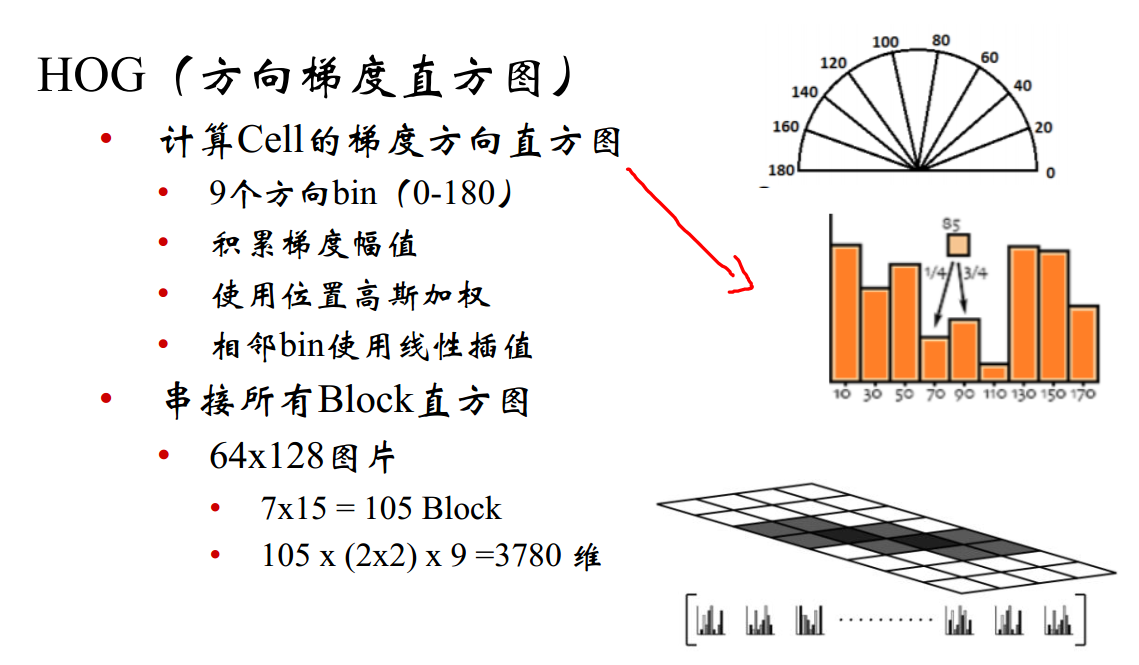 HOG（方向梯度直方图）
• 计算Cell的梯度方向直方图
• 9个方向bin（0-180）
• 积累梯度幅值
• 使用位置高斯加权
• 相邻bin使用线性插值
• 串接所有Block直方图
• 64x128图片
• 7x15 = 105 Block
• 105 x (2x2) x 9 =3780 维
100 80
120 60
140 40
160 20
180 0
85
1/4 3/4
10 30 50 70 90 110 130 150 170